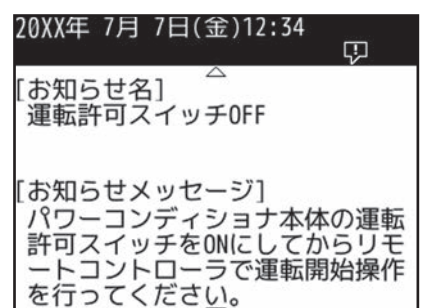 20XX年 7月 7日(金)12:34
[お知らせ名]
運転許可スイッチOFF
[お知らせメッセージ]
パワーコンディショナ本体の運転
許可スイッチをONにしてからリモ
ートコントローラで運転開始操作
を行ってください。